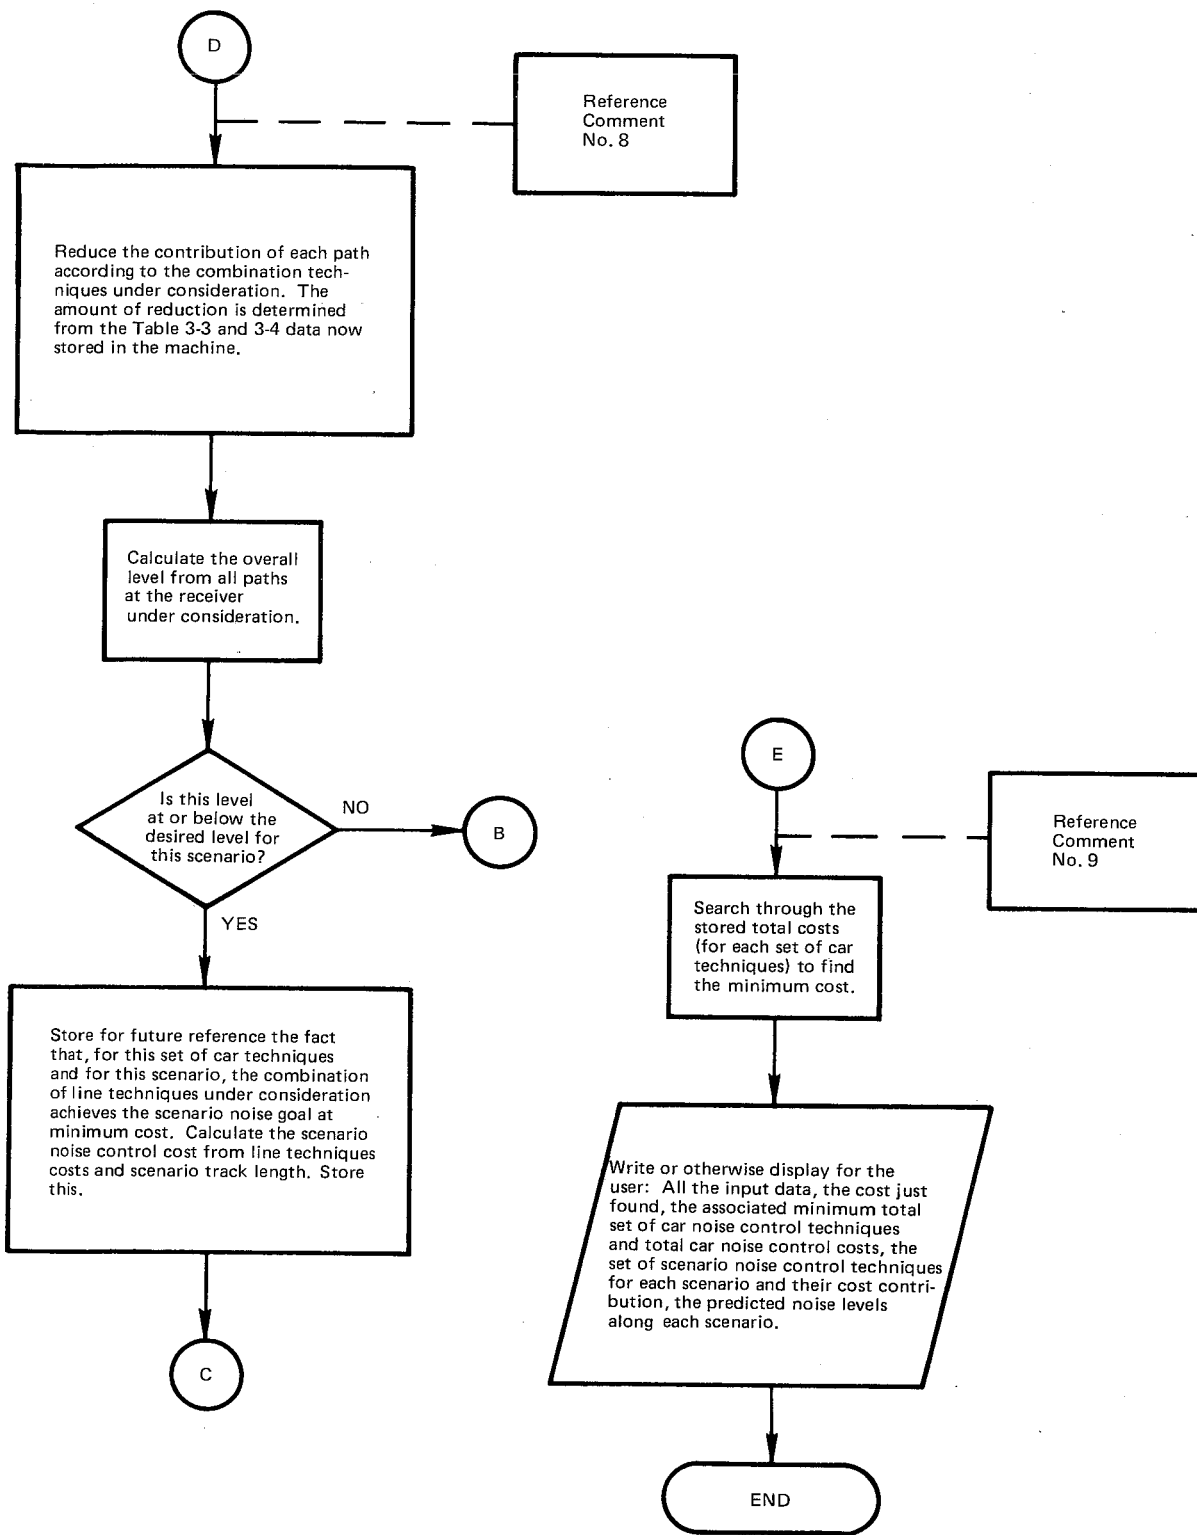 D
Reference
Comment
No. 8
Reduce the contribution of each path
according to the combination tech-
niques under consideration. The
amount of reduction is determined
from the Table 3-3 and 3-4 data now
stored in the machine.
Calculate the overall
level from all paths
at the receiver
under consideration.
Is this level
at or below the
desired level for
this scenario?
NO
B
YES
Store for future reference the fact
that, for this set of car techniques
and for this scenario, the combination
of line techniques under consideration
achieves the scenario noise goal at
minimum cost. Calculate the scenario
noise control cost from line techniques
costs and scenario track length. Store
this.
C
E
Reference
Comment
No. 9
Search through the
stored total costs
(for each set of car
techniques) to find
the minimum cost.
Write or otherwise display for the
user: All the input data, the cost just
found, the associated minimum total
set of car noise control techniques
and total car noise control costs, the
set of scenario noise control techniques
for each scenario and their cost contri-
bution, the predicted noise levels
along each scenario.
END